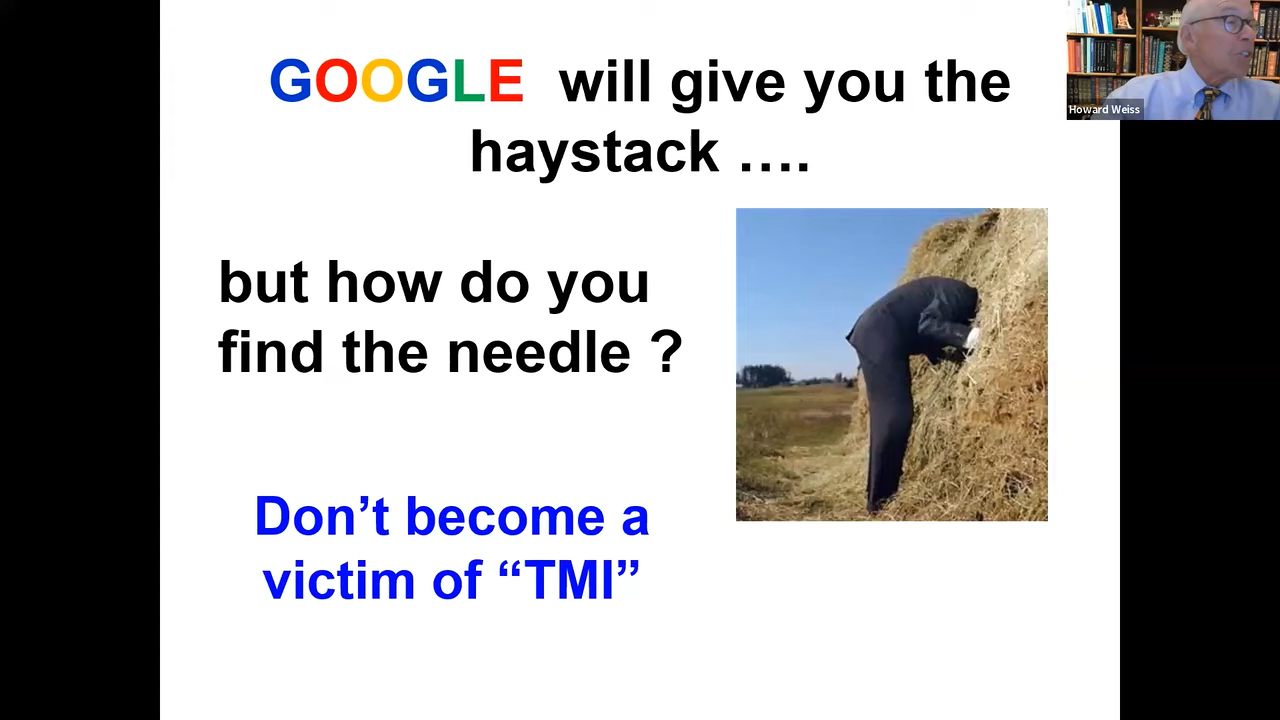 GOOGLE will give you the
haystack ….
Howard Weiss
but how do you
find the needle ?
Don’t become a
victim of “TMI”